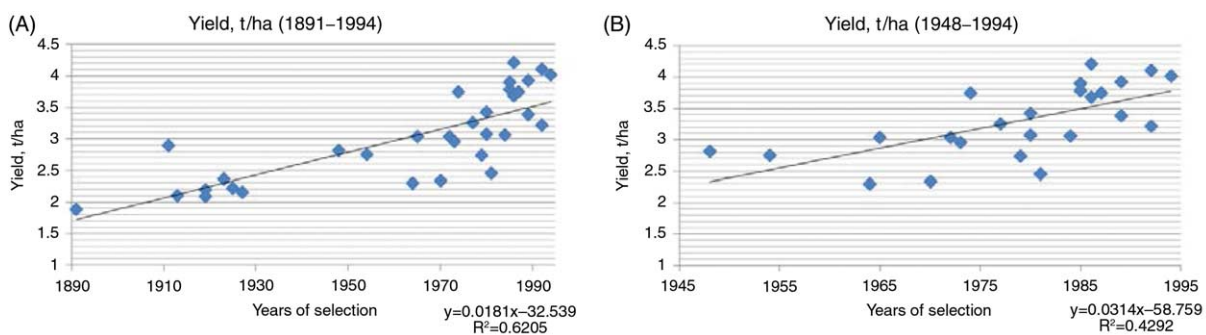 (A)
Yield, t/ha (1891–1994)
Yield, t/ha
4.5
4
3.5
3
2.5
2
1.5
1
1890 1910 1930 1950 1970 1990
Years of selection
y=0.0181x–32.539
R²=0.6205
(B)
Yield, t/ha (1948–1994)
Yield, t/ha
4.5
4
3.5
3
2.5
2
1.5
1
1945 1955 1965 1975 1985 1995
Years of selection
y=0.0314x–58.759
R²=0.4292